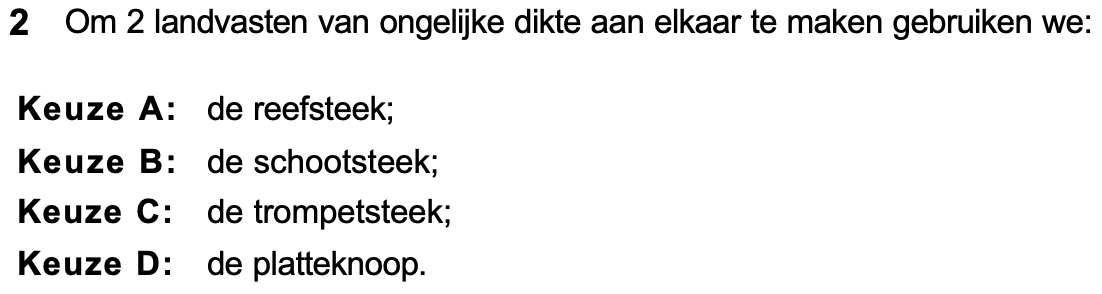 2 Om 2 landvasten van ongelijke dikte aan elkaar te maken gebruiken we:
Keuze A: de reefsteek;
Keuze B: de schootsteek;
Keuze C: de trompetsteek;
Keuze D: de platteknoop.